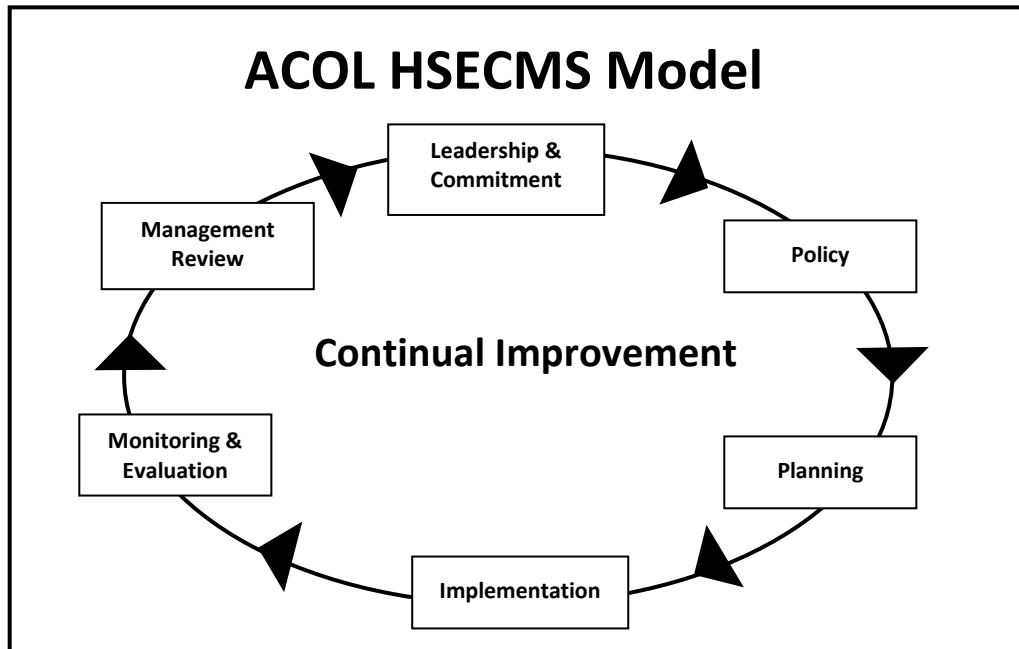 ACOL HSECMS Model
Leadership &
Commitment
Policy
Planning
Implementation
Monitoring &
Evaluation
Management
Review
Continual Improvement